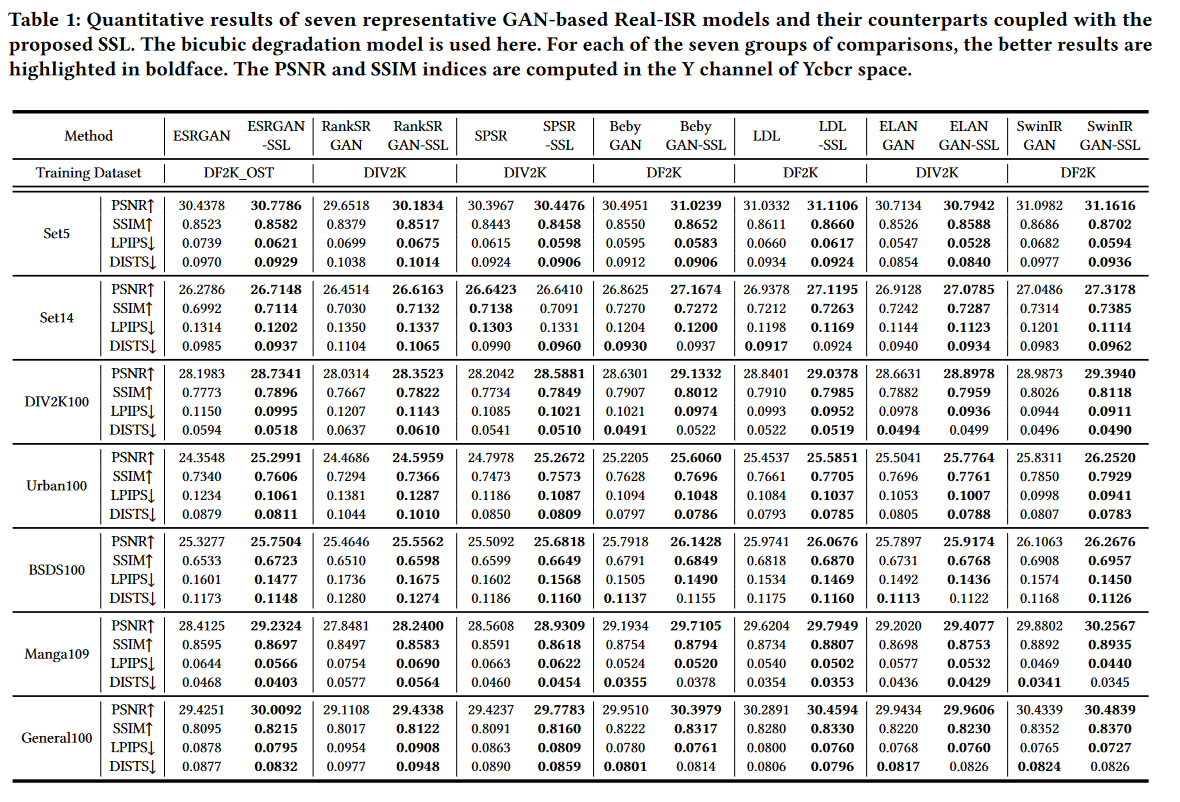 Table 1: Quantitative results of seven representative GAN-based Real-ISR models and their counterparts coupled with the
proposed SSL. The bicubic degradation model is used here. For each of the seven groups of comparisons, the better results are
highlighted in boldface. The PSNR and SSIM indices are computed in the Y channel of Ycbcr space.
Method ESRGAN ESRGAN-SSL RankSRGAN RankSRGAN-SSL SPSR SPSR-SSL BebyGAN BebyGAN-SSL LDL LDL-SSL ELANGAN ELANGAN-SSL SwinIRGAN SwinIRGAN-SSL
Training Dataset DF2K_OST DIV2K DIV2K DF2K DF2K DIV2K DF2K
Set5
PSNR↑ 30.4378 30.7786 29.6518 30.1834 30.3967 30.4476 30.4951 31.0239 31.0332 31.1106 30.7134 30.7942 31.0982 31.1616
SSIM↑ 0.8523 0.8582 0.8379 0.8517 0.8443 0.8458 0.8550 0.8652 0.8611 0.8660 0.8526 0.8588 0.8686 0.8702
LPIPS↓ 0.0739 0.0621 0.0699 0.0675 0.0615 0.0598 0.0595 0.0583 0.0660 0.0617 0.0547 0.0528 0.0682 0.0594
DISTS↓ 0.0970 0.0929 0.1038 0.1014 0.0924 0.0906 0.0912 0.0906 0.0934 0.0924 0.0854 0.0840 0.0977 0.0936
Set14
PSNR↑ 26.2786 26.7148 26.4514 26.6163 26.6423 26.6410 26.8625 27.1674 26.9378 27.1195 26.9128 27.0785 27.0486 27.3178
SSIM↑ 0.6992 0.7114 0.7030 0.7132 0.7138 0.7091 0.7270 0.7272 0.7212 0.7263 0.7242 0.7287 0.7314 0.7385
LPIPS↓ 0.1314 0.1202 0.1350 0.1337 0.1303 0.1331 0.1204 0.1200 0.1198 0.1169 0.1144 0.1123 0.1201 0.1114
DISTS↓ 0.0985 0.0937 0.1104 0.1065 0.0990 0.0960 0.0930 0.0937 0.0917 0.0924 0.0940 0.0934 0.0983 0.0962
DIV2K100
PSNR↑ 28.1983 28.7341 28.0314 28.3523 28.2042 28.5881 28.6301 29.1332 28.8401 29.0378 28.6631 28.8978 28.9873 29.3940
SSIM↑ 0.7773 0.7896 0.7667 0.7822 0.7734 0.7849 0.7907 0.8012 0.7910 0.7985 0.7882 0.7959 0.8026 0.8118
LPIPS↓ 0.1150 0.0995 0.1207 0.1143 0.1085 0.1021 0.1021 0.0974 0.0993 0.0952 0.0978 0.0936 0.0944 0.0911
DISTS↓ 0.0594 0.0518 0.0637 0.0610 0.0541 0.0510 0.0491 0.0522 0.0522 0.0519 0.0494 0.0499 0.0496 0.0490
Urban100
PSNR↑ 24.3548 25.2991 24.4686 24.5959 24.7978 25.2672 25.2205 25.6060 25.4537 25.5851 25.5041 25.7764 25.8311 26.2520
SSIM↑ 0.7340 0.7606 0.7294 0.7366 0.7473 0.7573 0.7628 0.7696 0.7661 0.7705 0.7696 0.7761 0.7850 0.7929
LPIPS↓ 0.1234 0.1061 0.1381 0.1287 0.1186 0.1087 0.1094 0.1048 0.1084 0.1037 0.1053 0.1007 0.0998 0.0941
DISTS↓ 0.0879 0.0811 0.1044 0.1010 0.0850 0.0809 0.0797 0.0786 0.0793 0.0785 0.0805 0.0788 0.0807 0.0783
BSDS100
PSNR↑ 25.3277 25.7504 25.4646 25.5562 25.5092 25.6818 25.7918 26.1428 25.9741 26.0676 25.7897 25.9174 26.1063 26.2676
SSIM↑ 0.6533 0.6723 0.6510 0.6598 0.6599 0.6649 0.6791 0.6849 0.6818 0.6870 0.6731 0.6768 0.6908 0.6957
LPIPS↓ 0.1601 0.1477 0.1736 0.1675 0.1602 0.1568 0.1505 0.1490 0.1534 0.1469 0.1492 0.1436 0.1574 0.1450
DISTS↓ 0.1173 0.1148 0.1280 0.1274 0.1186 0.1160 0.1137 0.1155 0.1175 0.1160 0.1113 0.1122 0.1168 0.1126
Manga109
PSNR↑ 28.4125 29.2324 27.8481 28.2400 28.5608 28.9309 29.1934 29.7105 29.6204 29.7949 29.2020 29.4077 29.8802 30.2567
SSIM↑ 0.8595 0.8697 0.8497 0.8583 0.8591 0.8618 0.8754 0.8794 0.8734 0.8807 0.8698 0.8753 0.8892 0.8935
LPIPS↓ 0.0644 0.0566 0.0754 0.0690 0.0663 0.0622 0.0524 0.0520 0.0540 0.0502 0.0577 0.0532 0.0469 0.0440
DISTS↓ 0.0468 0.0403 0.0577 0.0564 0.0460 0.0454 0.0355 0.0378 0.0354 0.0353 0.0436 0.0429 0.0341 0.0345
General100
PSNR↑ 29.4251 30.0092 29.1108 29.4338 29.4237 29.7783 29.9510 30.3979 30.2891 30.4594 29.9434 29.9606 30.4339 30.4839
SSIM↑ 0.8095 0.8215 0.8017 0.8122 0.8091 0.8160 0.8222 0.8317 0.8280 0.8330 0.8220 0.8230 0.8352 0.8370
LPIPS↓ 0.0878 0.0795 0.0954 0.0908 0.0863 0.0809 0.0780 0.0761 0.0800 0.0760 0.0768 0.0760 0.0765 0.0727
DISTS↓ 0.0877 0.0832 0.0977 0.0948 0.0890 0.0859 0.0801 0.0814 0.0806 0.0796 0.0817 0.0826 0.0824 0.0826